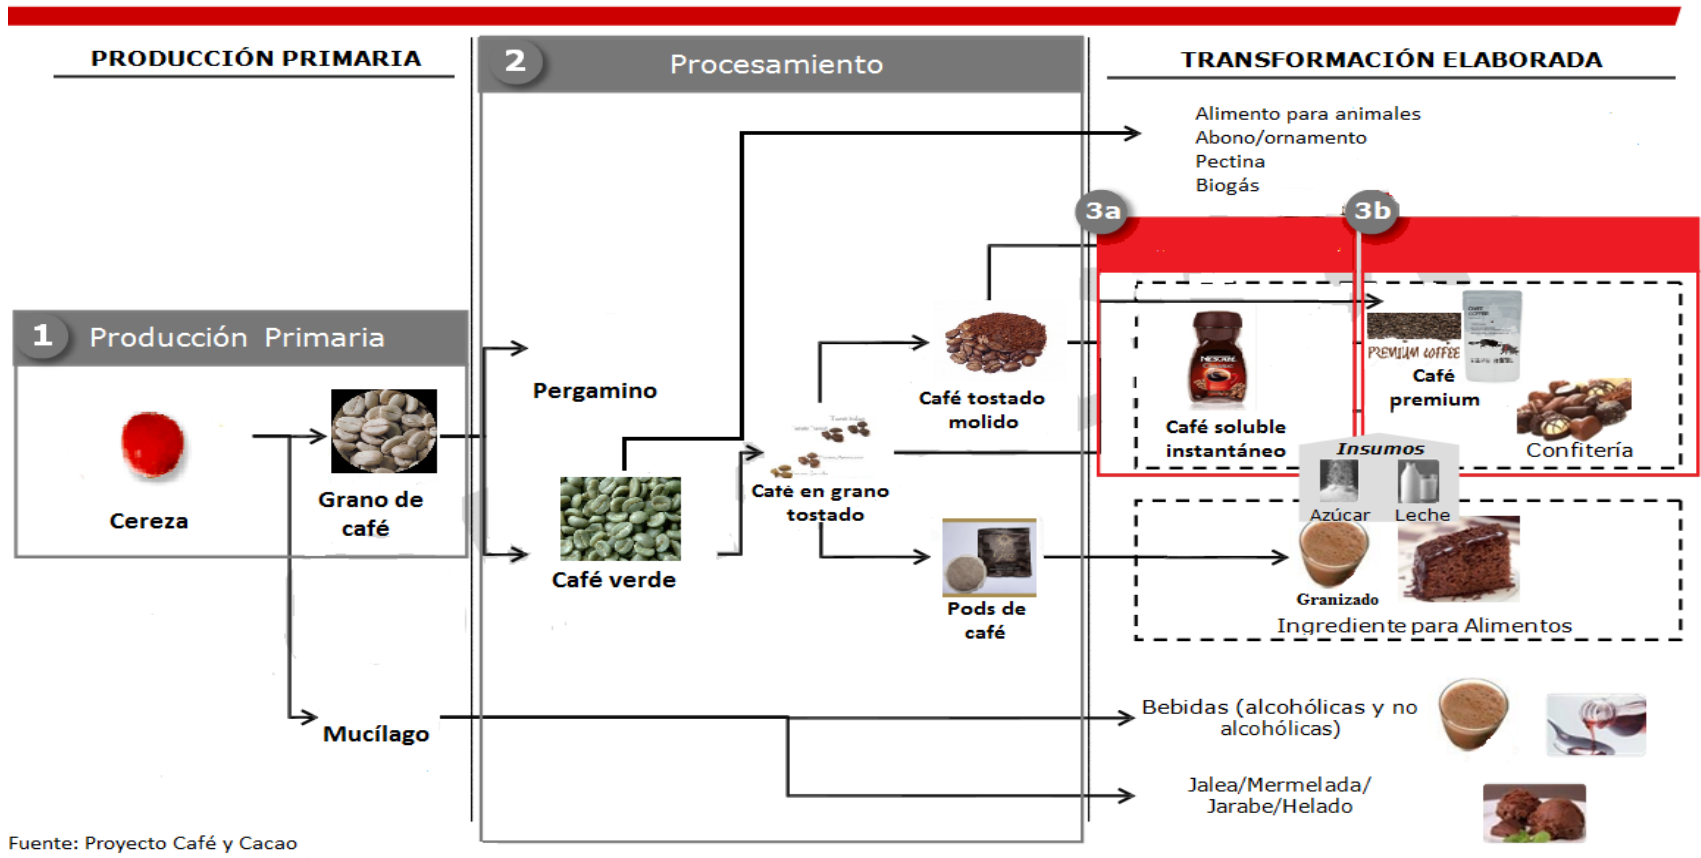 PRODUCCIÓN PRIMARIA
2
Procesamiento
TRANSFORMACIÓN ELABORADA
Alimento para animales
Abono/ornamento
Pectina
Biogás
3a
3b
1
Producción Primaria
Cereza
Grano de
café
Pergamino
Café verde
Café en grano
tostado
Café tostado
molido
Pods de
café
NESCAFÉ
Café soluble
instantáneo
PREMIUM COFFEE
COFFEE
Café
premium
Confitería
Insumos
Azúcar
Leche
Granizado
Ingrediente para Alimentos
Mucílago
Bebidas (alcohólicas y no
alcohólicas)
Jalea/Mermelada/
Jarabe/Helado
Fuente: Proyecto Café y Cacao